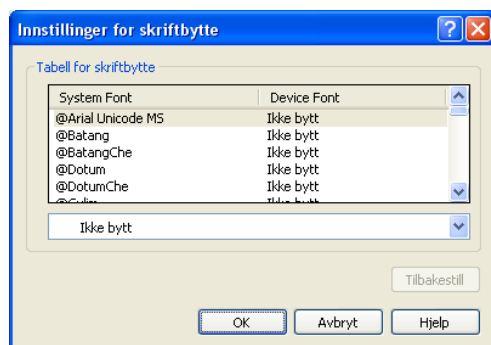 Innstillinger for skriftbytte
Tabell for skriftbytte
System Font Device Font
@Arial Unicode MS Ikke bytt
@Batang Ikke bytt
@BatangChe Ikke bytt
@Dotum Ikke bytt
@DotumChe Ikke bytt
Ikke bytt
Tilbakestill
OK Avbryt Hjelp